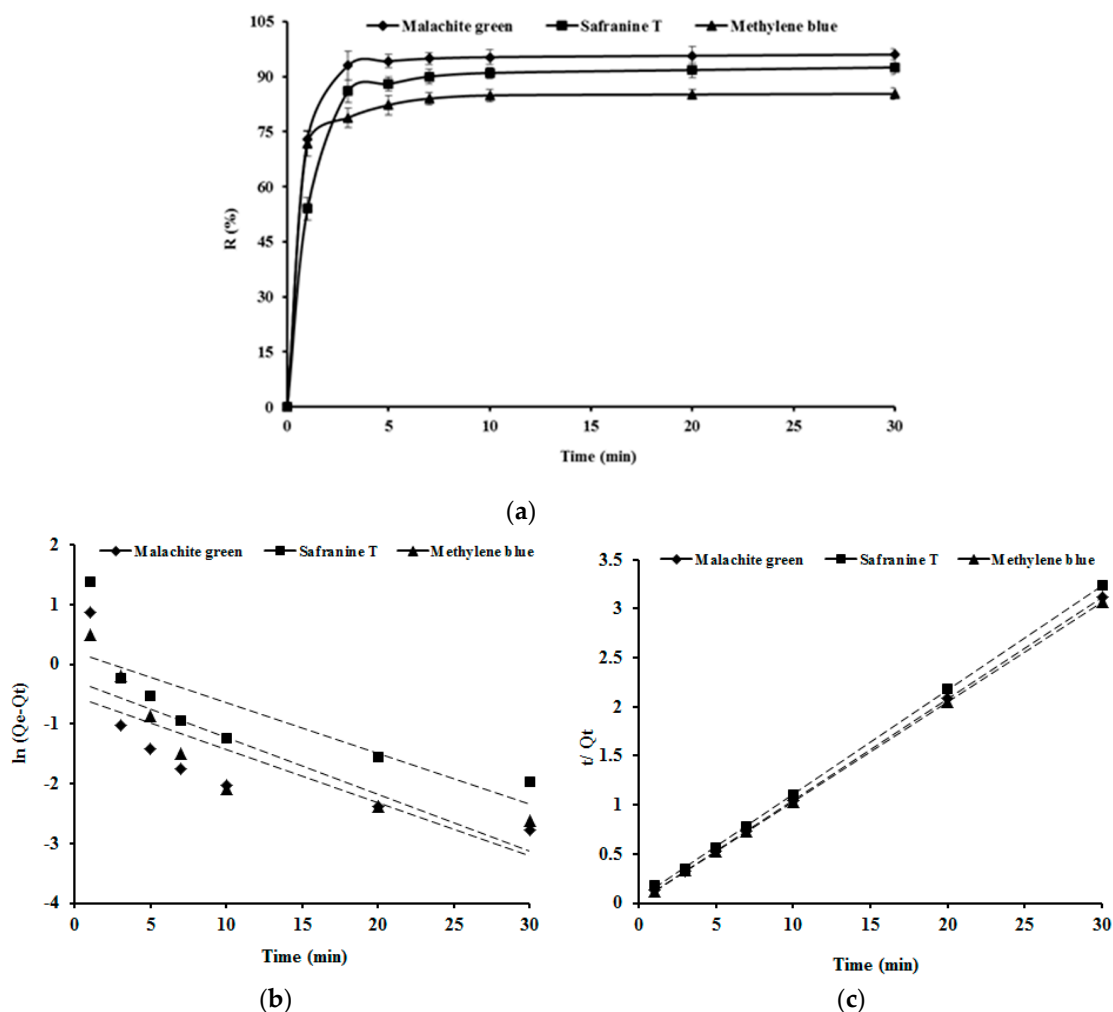 Malachite green Safranine T Methylene blue
105
90
75
60
45
30
15
0
R (%)
0 5 10 15 20 25 30
Time (min)
(a)
Malachite green Safranine T Methylene blue
2
1
0
-1
-2
-3
-4
ln (Qe-Qt)
0 5 10 15 20 25 30
Time (min)
(b)
Malachite green Safranine T Methylene blue
3.5
3
2.5
2
1.5
1
0.5
0
t/ Qt
0 5 10 15 20 25 30
Time (min)
(c)